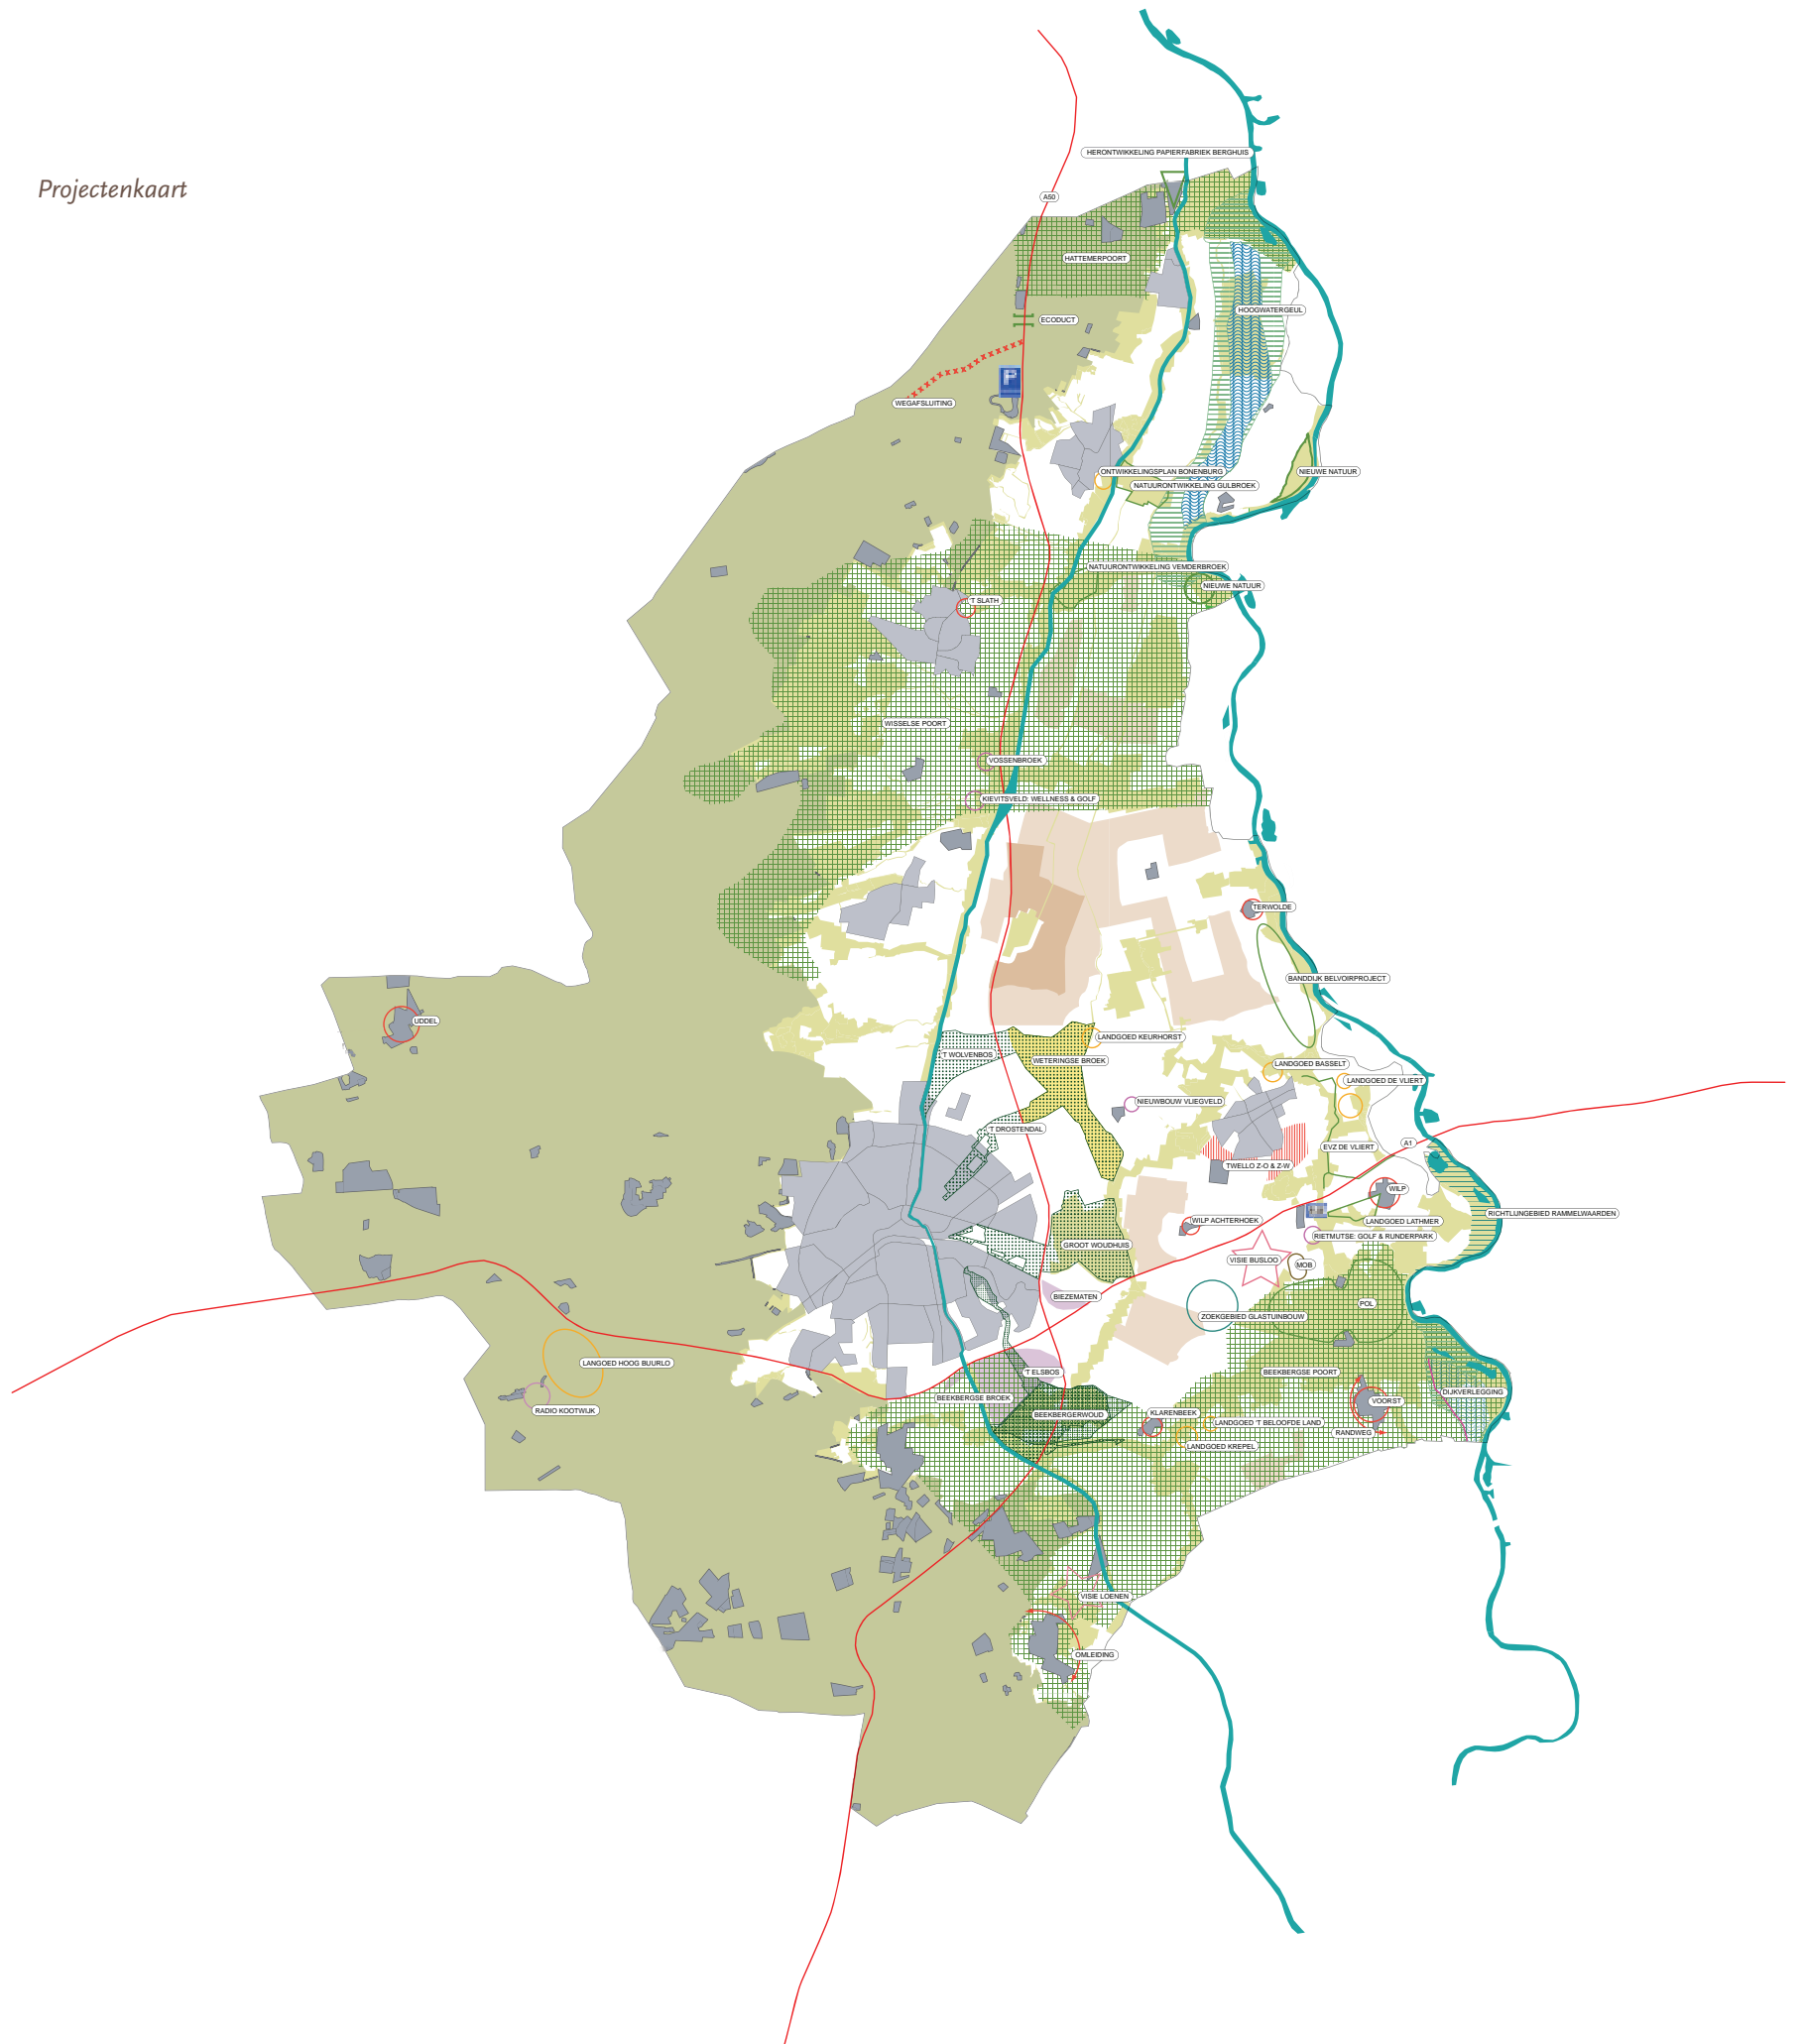 HERONTWIKKELING PAPIERFABRIEK BERGHUIS
Projectenkaart
A50
HATTEMERPOORT
HOOGWATERGEUL
ECODUCT
P
WEGAFSLUITING
ONTWIKKELINGSPLAN BONENBURG
NIEUWE NATUUR
NATUURONTWIKKELING GULBROEK
NATUURONTWIKKELING VEMDERBROEK
NIEUWE NATUUR
'T SLATH
WISSELSE POORT
VOSSENBROEK
KIEVITSVELD: WELLNESS & GOLF
TERWOLDE
BANDDIJK BELVOIRPROJECT
UDDEL
LANDGOED KEURHORST
'T WOLVENBOS
WETERINGSE BROEK
LANDGOED BASSELT
LANDGOED DE VLIERT
NIEUWBOUW VLIEGVELD
'T DROSTENDAL
A1
EVZ DE VLIERT
TWELLO Z-O & Z-W
WILP
RICHTLIJNGEBIED RAMMELWAARDEN
WILP ACHTERHOEK
LANDGOED LATHMER
RIETMUTSE: GOLF & RUNDERPARK
GROOT WOUDHUIS
VISIE BUSLOO
MOB
BIEZEMATEN
POL
ZOEKGEBIED GLASTUINBOUW
LANGOED HOOG BUURLO
'T ELSBOS
BEEKBERGSE POORT
DIJKVERLEGGING
BEEKBERGSE BROEK
VOORST
RADIO KOOTWIJK
BEEKBERGERWOUD
KLARENBEEK
LANDGOED 'T BELOOFDE LAND
RANDWEG
LANDGOED KREPEL
VISIE LOENEN
OMLEIDING